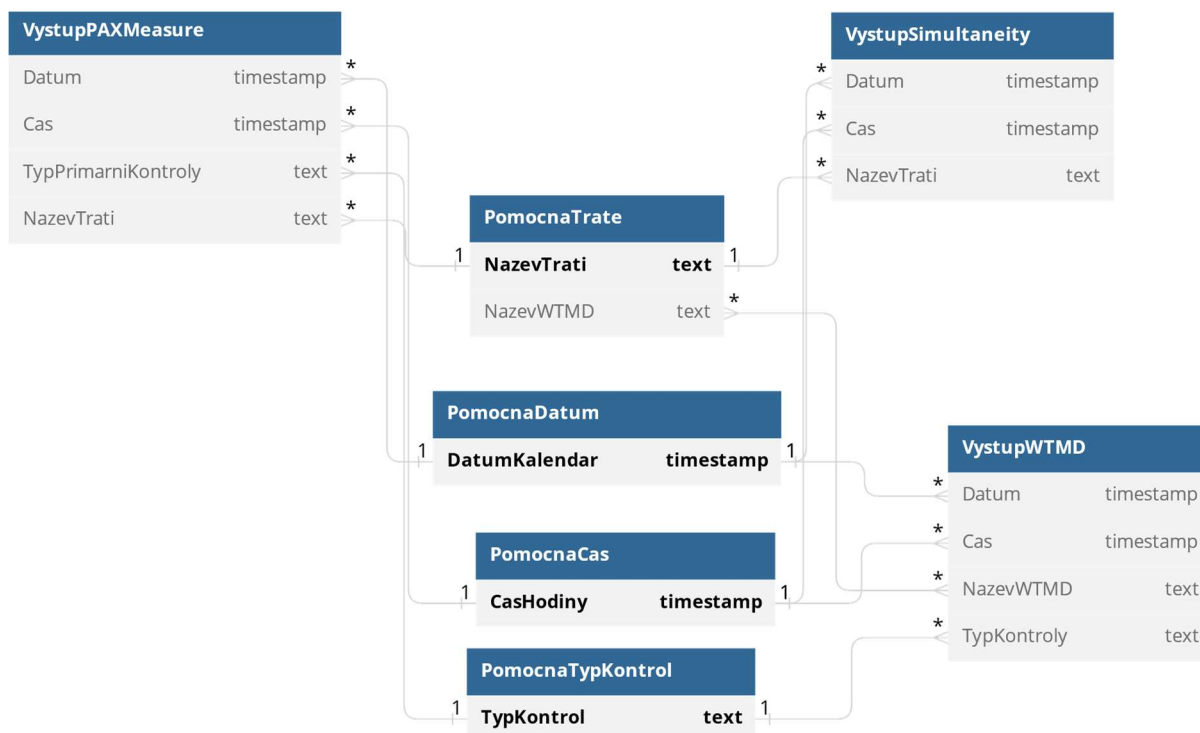 VystupPAXMeasure
Datum timestamp *
Cas timestamp *
TypPrimarniKontroly text *
NazevTrati text *
VystupSimultaneity
* Datum timestamp
* Cas timestamp
* NazevTrati text
PomocnaTrate
1 NazevTrati text 1
NazevWTMD text *
PomocnaDatum
1 DatumKalendar timestamp 1
PomocnaCas
1 CasHodiny timestamp 1
PomocnaTypKontrol
1 TypKontrol text 1
VystupWTMD
* Datum timestamp
* Cas timestamp
* NazevWTMD text
* TypKontroly text